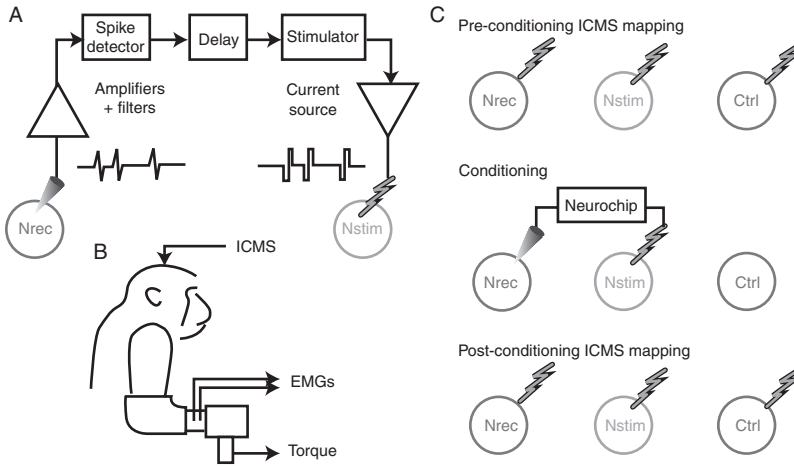 A
Spike
detector
Delay
Stimulator
Amplifiers
+ filters
Current
source
Nrec
Nstim
B
ICMS
EMGs
Torque
C
Pre-conditioning ICMS mapping
Nrec
Nstim
Ctrl
Conditioning
Neurochip
Nrec
Nstim
Ctrl
Post-conditioning ICMS mapping
Nrec
Nstim
Ctrl